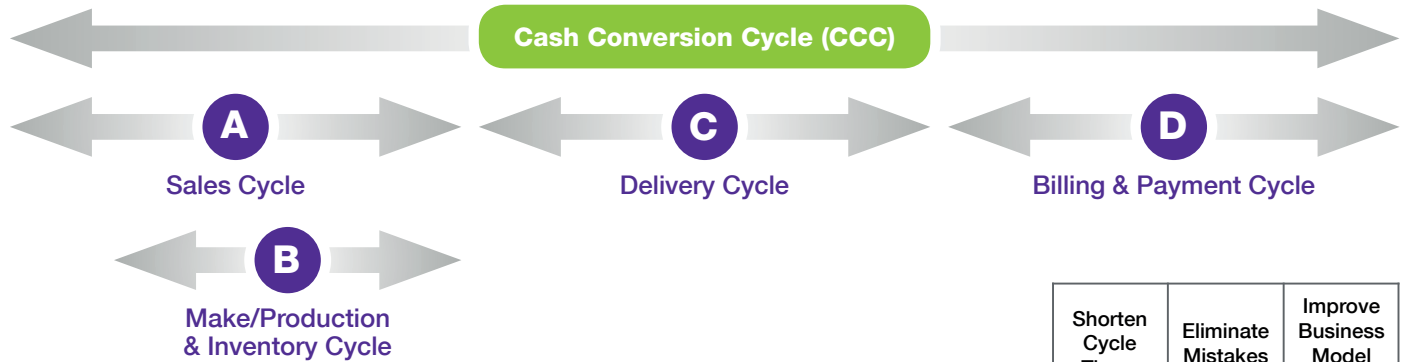 Cash Conversion Cycle (CCC)
A
C
D
Sales Cycle
Delivery Cycle
Billing & Payment Cycle
B
Make/Production
& Inventory Cycle
Shorten
Cycle
Eliminate
Mistakes
Improve
Business
Model